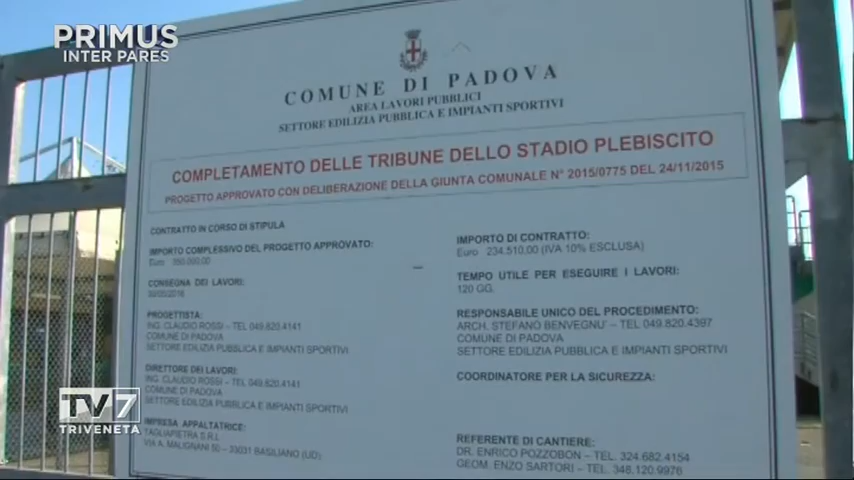 PRIMUS
INTER PARES
COMUNE DI PADOVA
AREA LAVORI PUBBLICI
SETTORE EDILIZIA PUBBLICA E IMPIANTI SPORTIVI
COMPLETAMENTO DELLE TRIBUNE DELLO STADIO PLEBISCITO
PROGETTO APPROVATO CON DELIBERAZIONE DELLA GIUNTA COMUNALE N° 2015/0775 DEL 24/11/2015
CONTRATTO IN CORSO DI STIPULA
IMPORTO COMPLESSIVO DEL PROGETTO APPROVATO:
Euro
CONSEGNA DEI LAVORI:
PROGETTISTA:
ING. CLAUDIO ROSSI – TEL 049.820.4141
COMUNE DI PADOVA
SETTORE EDILIZIA PUBBLICA E IMPIANTI SPORTIVI
DIRETTORE DEI LAVORI:
ING. CLAUDIO ROSSI – TEL 049.820.4141
COMUNE DI PADOVA
SETTORE EDILIZIA PUBBLICA E IMPIANTI SPORTIVI
IMPRESA APPALTATRICE:
TAGLIAPIETRA S.R.L
VIA A. MALIGNANI 50 – 33031 BASILIANO (UD)
IMPORTO DI CONTRATTO:
Euro 234.510,00 (IVA 10% ESCLUSA)
TEMPO UTILE PER ESEGUIRE I LAVORI:
120 GG.
RESPONSABILE UNICO DEL PROCEDIMENTO:
ARCH. STEFANO BENVEGNU' – TEL 049.820.4397
COMUNE DI PADOVA
SETTORE EDILIZIA PUBBLICA E IMPIANTI SPORTIVI
COORDINATORE PER LA SICUREZZA:
REFERENTE DI CANTIERE:
DR. ENRICO POZZOBON – TEL. 324.682.4154
GEOM. ENZO SARTORI – TEL. 348.120.9976
TV7
TRIVENETA